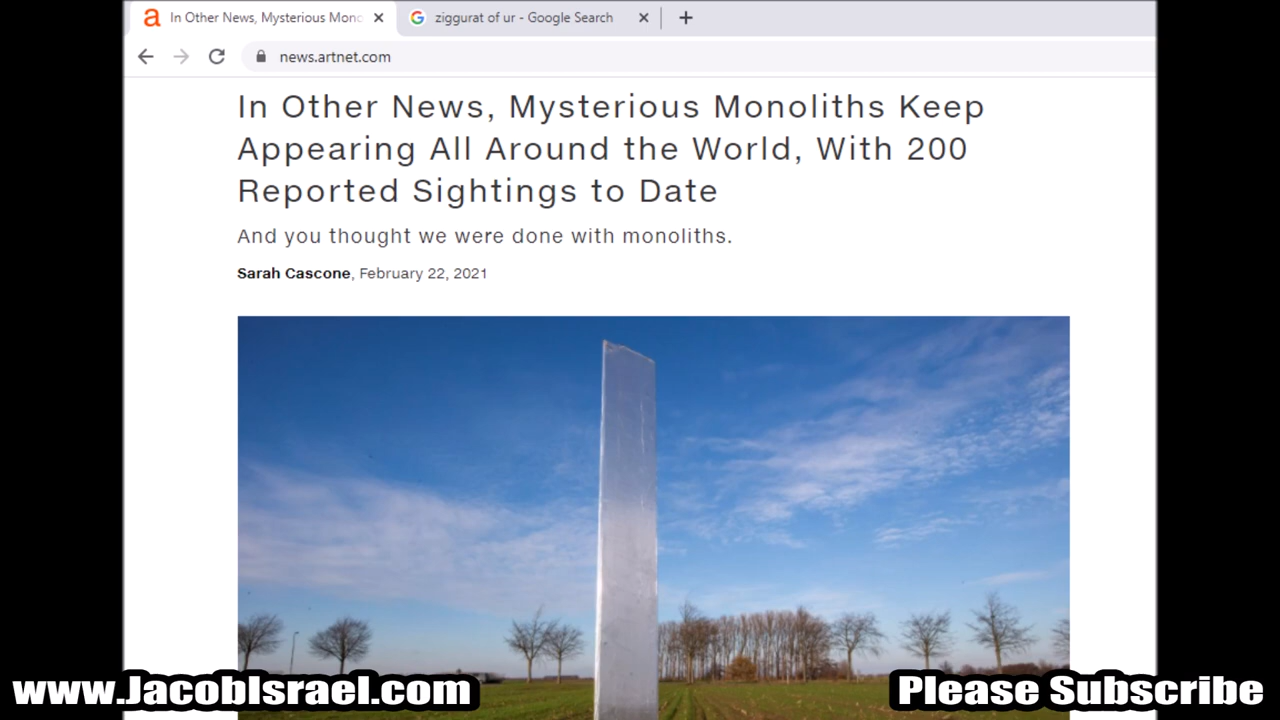 In Other News, Mysterious Mono
ziggurat of ur - Google Search
news.artnet.com
In Other News, Mysterious Monoliths Keep
Appearing All Around the World, With 200
Reported Sightings to Date
And you thought we were done with monoliths.
Sarah Cascone, February 22, 2021
www.JacobIsrael.com
Please Subscribe